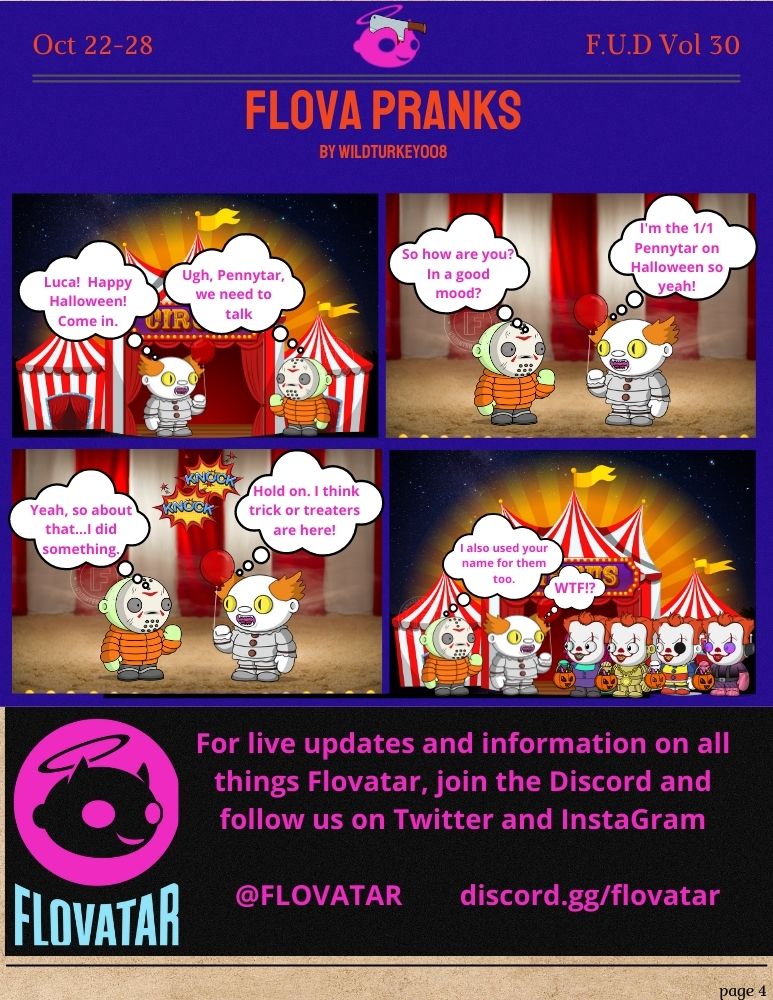 Oct 22-28
F.U.D Vol 30
FLOVA PRANKS
BY WILDTURKEY008
Luca! Happy
Halloween!
Come in.
Ugh, Pennytar,
we need to
talk
So how are you?
In a good
mood?
I'm the 1/1
Pennytar on
Halloween so
yeah!
Yeah, so about
that...I did
something.
KNOCK
KNOCK
Hold on. I think
trick or treaters
are here!
I also used your
name for them
too.
WTF!?
For live updates and information on all
things Flovatar, join the Discord and
follow us on Twitter and InstaGram
@FLOVATAR
discord.gg/flovatar
FLOVATAR
page 4